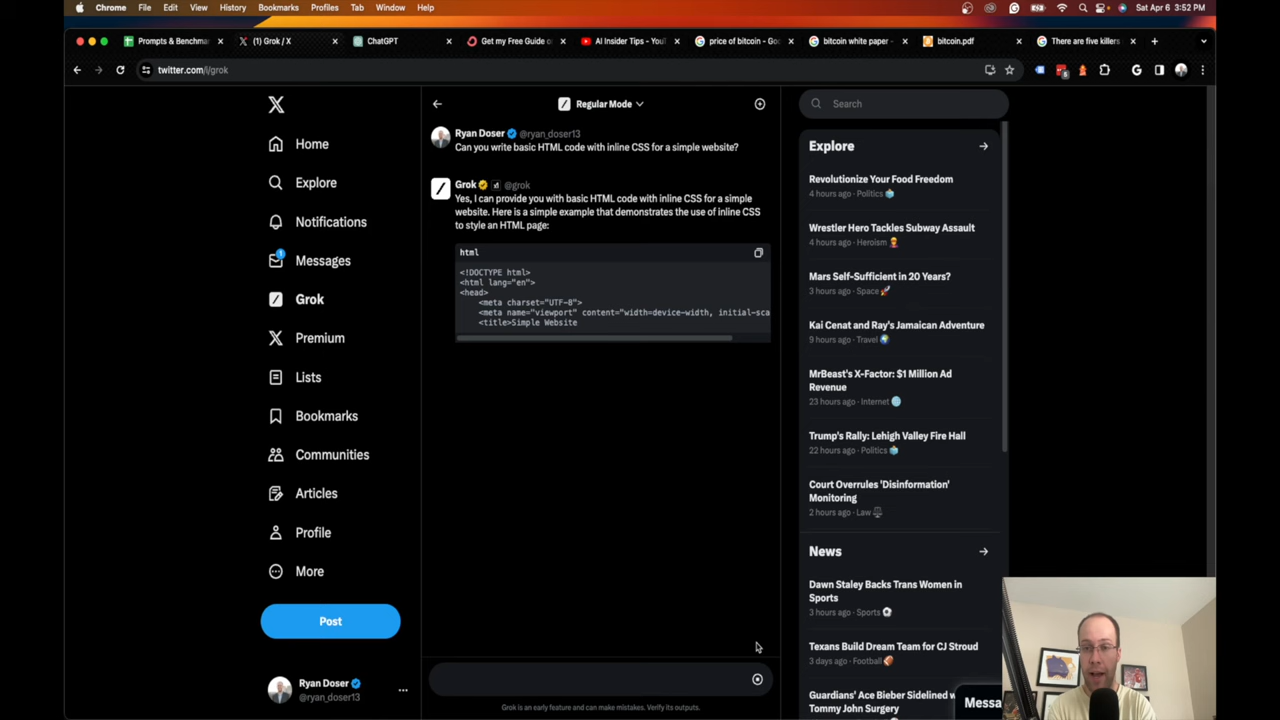 Chrome File Edit View History Bookmarks Profiles Tab Window Help
Sat Apr 6 3:52 PM
Prompts & Benchmar
(1) Grok / X
ChatGPT
Get my Free Guide o
AI Insider Tips - YouT
price of bitcoin - Goo
bitcoin white paper -
bitcoin.pdf
There are five killers
twitter.com/i/grok
Home
Explore
Notifications
1
Messages
Grok
Premium
Lists
Bookmarks
Communities
Articles
Profile
More
Post
Ryan Doser
@ryan_doser13
Regular Mode
Ryan Doser @ryan_doser13
Can you write basic HTML code with inline CSS for a simple website?
Grok @grok
Yes, I can provide you with basic HTML code with inline CSS for a simple
website. Here is a simple example that demonstrates the use of inline CSS
to style an HTML page:
html
<!DOCTYPE html>
<html lang="en">
<head>
<meta charset="UTF-8">
<meta name="viewport" content="width=device-width, initial-sca
<title>Simple Website
Grok is an early feature and can make mistakes. Verify its outputs.
Search
Explore
Revolutionize Your Food Freedom
4 hours ago · Politics
Wrestler Hero Tackles Subway Assault
4 hours ago · Heroism
Mars Self-Sufficient in 20 Years?
3 hours ago · Space
Kai Cenat and Ray's Jamaican Adventure
9 hours ago · Travel
MrBeast's X-Factor: $1 Million Ad
Revenue
23 hours ago · Internet
Trump's Rally: Lehigh Valley Fire Hall
22 hours ago · Politics
Court Overrules 'Disinformation'
Monitoring
2 hours ago · Law
News
Dawn Staley Backs Trans Women in
Sports
3 hours ago · Sports
Texans Build Dream Team for CJ Stroud
3 days ago · Football
Guardians' Ace Bieber Sidelined
Tommy John Surgery
Messa